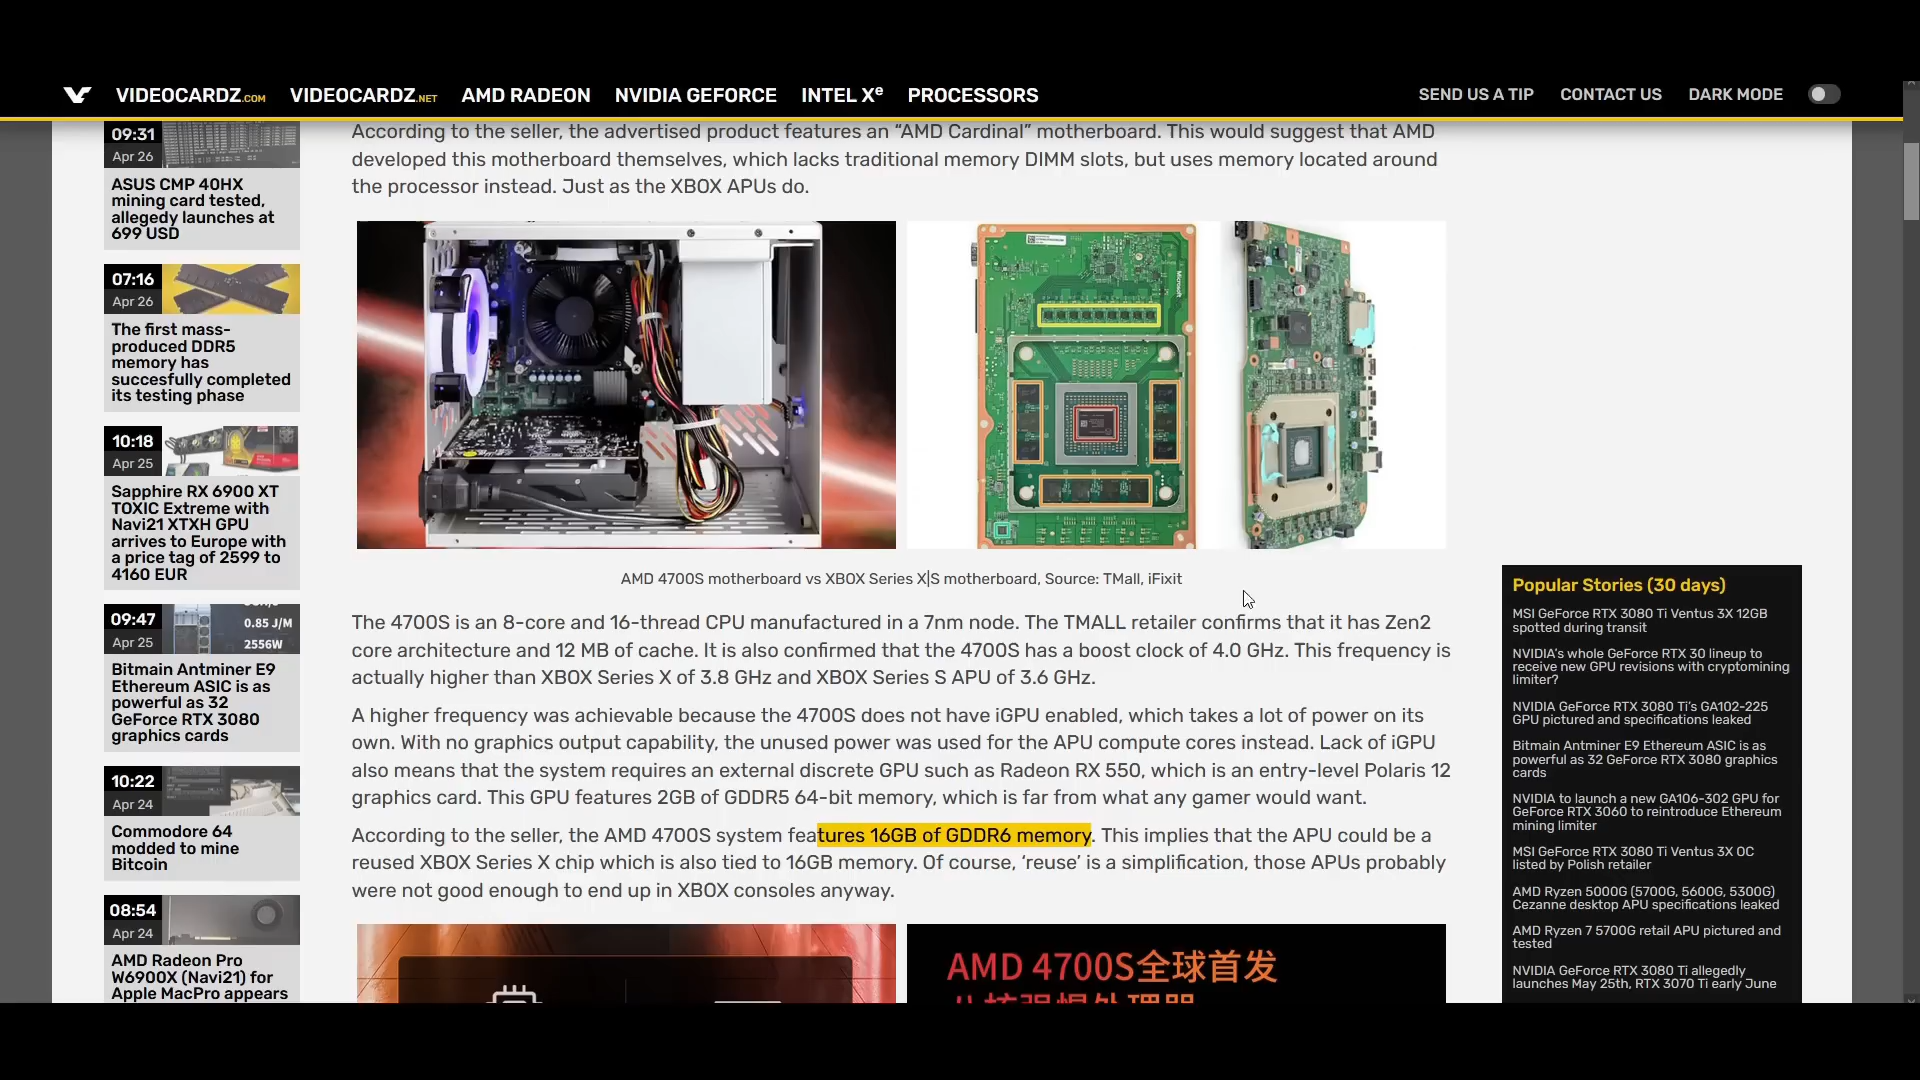 VIDEOCARDZ.COM
VIDEOCARDZ.NET
AMD RADEON
NVIDIA GEFORCE
INTEL Xe
PROCESSORS
SEND US A TIP
CONTACT US
DARK MODE
09:31
Apr 26
ASUS CMP 40HX
mining card tested,
allegedy launches at
699 USD
07:16
Apr 26
The first mass-
produced DDR5
memory has
succesfully completed
its testing phase
10:18
Apr 25
Sapphire RX 6900 XT
TOXIC Extreme with
Navi21 XTXH GPU
arrives to Europe with
a price tag of 2599 to
4160 EUR
09:47
Apr 25
0.85 J/M
2556W
Bitmain Antminer E9
Ethereum ASIC is as
powerful as 32
GeForce RTX 3080
graphics cards
10:22
Apr 24
Commodore 64
modded to mine
Bitcoin
08:54
Apr 24
AMD Radeon Pro
W6900X (Navi21) for
Apple MacPro appears
According to the seller, the advertised product features an “AMD Cardinal” motherboard. This would suggest that AMD
developed this motherboard themselves, which lacks traditional memory DIMM slots, but uses memory located around
the processor instead. Just as the XBOX APUs do.
Microsoft
AMD 4700S motherboard vs XBOX Series X|S motherboard, Source: TMall, iFixit
The 4700S is an 8-core and 16-thread CPU manufactured in a 7nm node. The TMALL retailer confirms that it has Zen2
core architecture and 12 MB of cache. It is also confirmed that the 4700S has a boost clock of 4.0 GHz. This frequency is
actually higher than XBOX Series X of 3.8 GHz and XBOX Series S APU of 3.6 GHz.
A higher frequency was achievable because the 4700S does not have iGPU enabled, which takes a lot of power on its
own. With no graphics output capability, the unused power was used for the APU compute cores instead. Lack of iGPU
also means that the system requires an external discrete GPU such as Radeon RX 550, which is an entry-level Polaris 12
graphics card. This GPU features 2GB of GDDR5 64-bit memory, which is far from what any gamer would want.
According to the seller, the AMD 4700S system features 16GB of GDDR6 memory. This implies that the APU could be a
reused XBOX Series X chip which is also tied to 16GB memory. Of course, ‘reuse’ is a simplification, those APUs probably
were not good enough to end up in XBOX consoles anyway.
AMD 4700S全球首发
Popular Stories (30 days)
MSI GeForce RTX 3080 Ti Ventus 3X 12GB
spotted during transit
NVIDIA's whole GeForce RTX 30 lineup to
receive new GPU revisions with cryptomining
limiter?
NVIDIA GeForce RTX 3080 Ti's GA102-225
GPU pictured and specifications leaked
Bitmain Antminer E9 Ethereum ASIC is as
powerful as 32 GeForce RTX 3080 graphics
cards
NVIDIA to launch a new GA106-302 GPU for
GeForce RTX 3060 to reintroduce Ethereum
mining limiter
MSI GeForce RTX 3080 Ti Ventus 3X OC
listed by Polish retailer
AMD Ryzen 5000G (5700G, 5600G, 5300G)
Cezanne desktop APU specifications leaked
AMD Ryzen 7 5700G retail APU pictured and
tested
NVIDIA GeForce RTX 3080 Ti allegedly
launches May 25th, RTX 3070 Ti early June